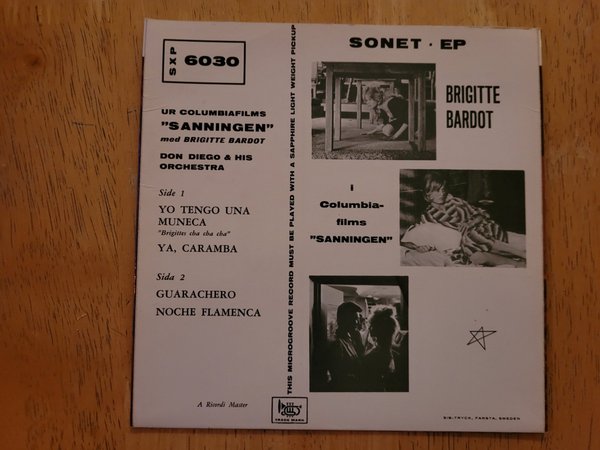 SXP 6030
UR COLUMBIAFILMS
"SANNINGEN"
med BRIGITTE BARDOT
DON DIEGO & HIS
ORCHESTRA
Side 1
YO TENGO UNA
MUNECA
"Brigittes cha cha cha"
YA, CARAMBA
Sida 2
GUARACHERO
NOCHE FLAMENCA
A Ricordi Master
THIS MICROGROOVE RECORD MUST BE PLAYED WITH A SAPPHIRE LIGHT WEIGHT PICKUP
TRADE MARK
SONET · EP
BRIGITTE
BARDOT
i
Columbia-
films
"SANNINGEN"
SIB-TRYCK, FARSTA, SWEDEN